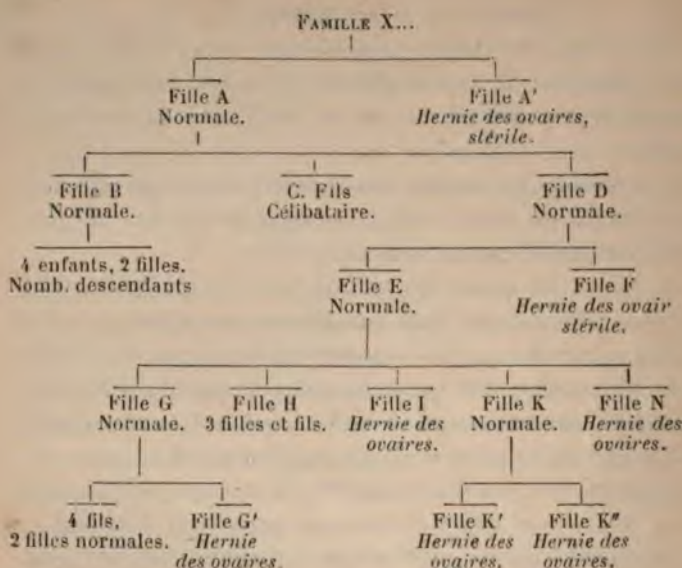 FAMILLE X...
Fille A Fille A'
Normale. Hernie des ovaires,
stérile.
Fille B C. Fils Fille D
Normale. Célibataire. Normale.
4 enfants, 2 filles.
Nomb. descendants
Fille E Fille F
Normale. Hernie des ovair
stérile.
Fille G Fille H Fille I Fille K Fille N
Normale. 3 filles et fils. Hernie des Normale. Hernie des
ovaires. ovaires.
4 fils, Fille G' Fille K' Fille K"
2 filles normales. Hernie Hernie des Hernie des
des ovaires. ovaires. ovaires.